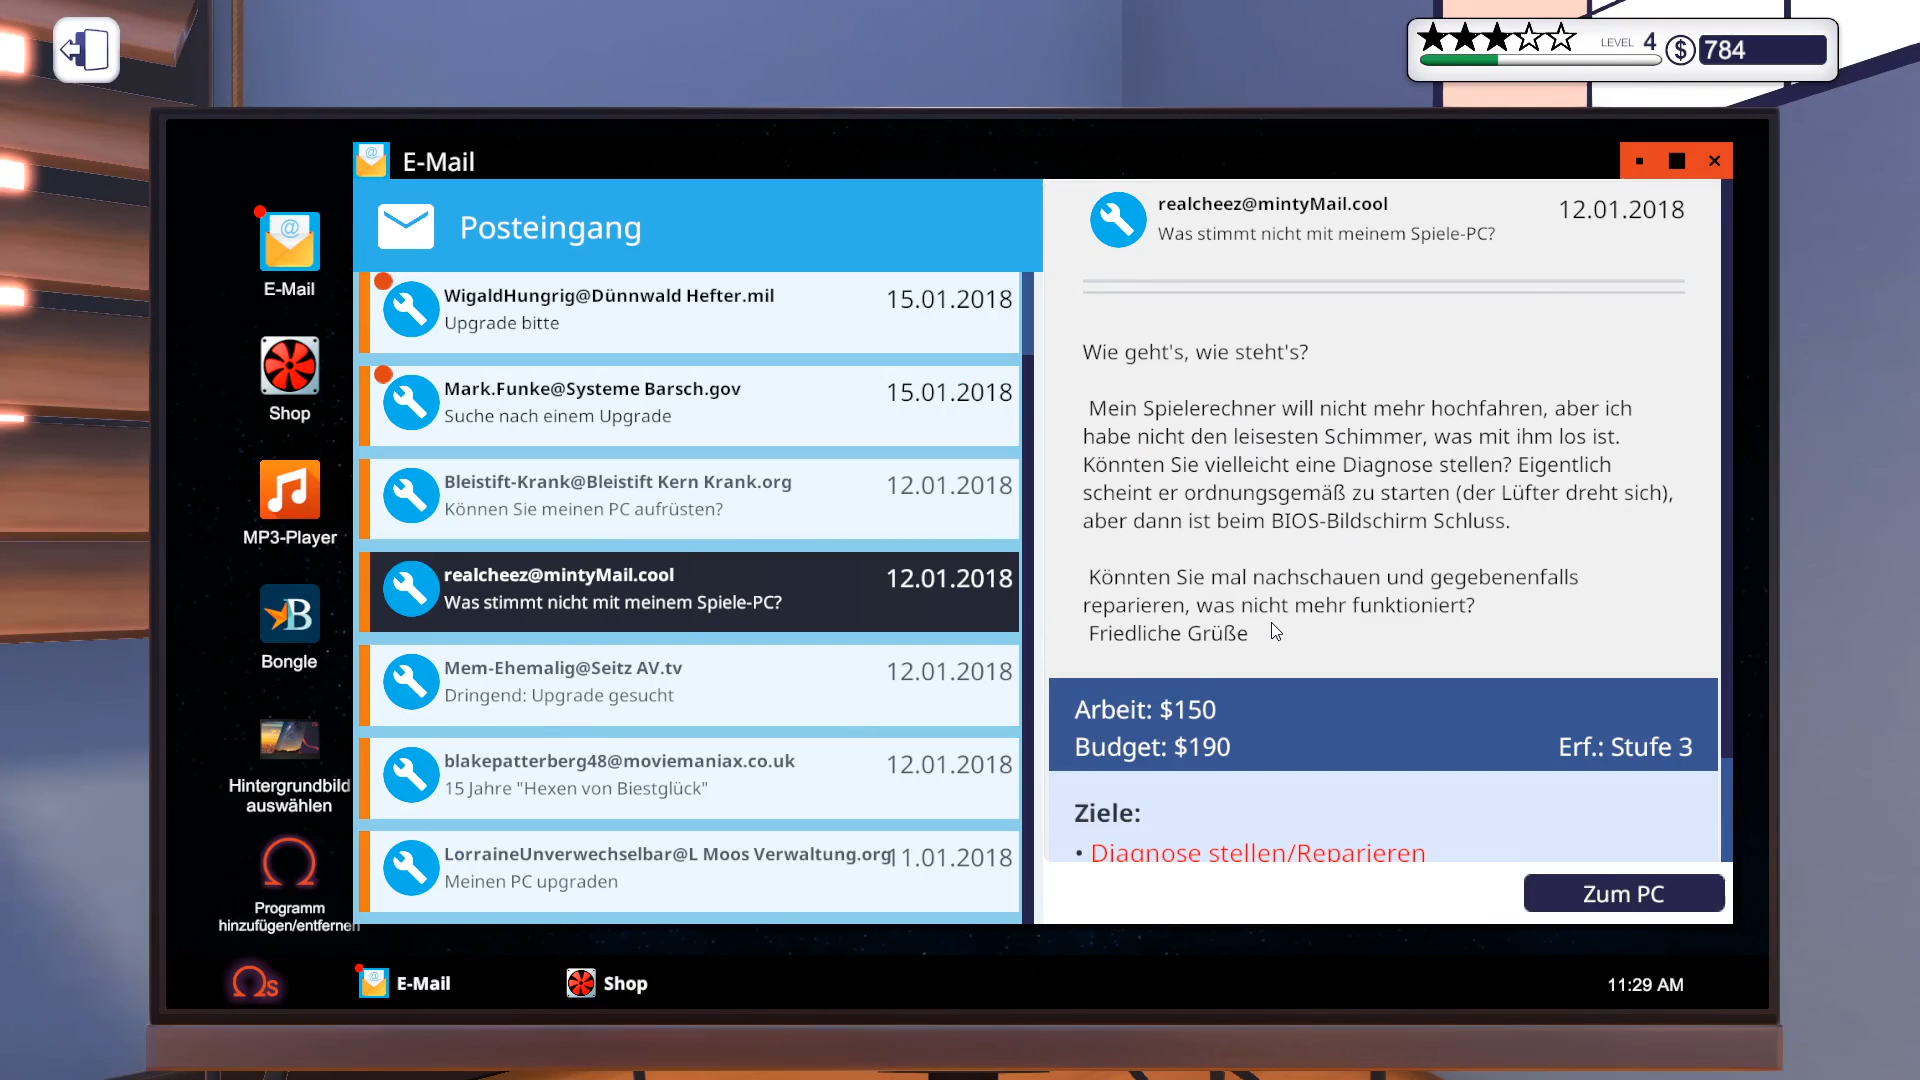 ★★★☆☆ LEVEL 4 $ 784
E-Mail
Posteingang
E-Mail
Shop
MP3-Player
Bongle
Hintergrundbild
auswählen
Programm
hinzufügen/entfernen
WigaldHungrig@Dünnwald Hefter.mil 15.01.2018
Upgrade bitte
Mark.Funke@Systeme Barsch.gov 15.01.2018
Suche nach einem Upgrade
Bleistift-Krank@Bleistift Kern Krank.org 12.01.2018
Können Sie meinen PC aufrüsten?
realcheez@mintyMail.cool 12.01.2018
Was stimmt nicht mit meinem Spiele-PC?
Mem-Ehemalig@Seitz AV.tv 12.01.2018
Dringend: Upgrade gesucht
blakepatterberg48@moviemaniax.co.uk 12.01.2018
15 Jahre "Hexen von Biestglück"
LorraineUnverwechselbar@L Moos Verwaltung.org 11.01.2018
Meinen PC upgraden
realcheez@mintyMail.cool 12.01.2018
Was stimmt nicht mit meinem Spiele-PC?
Wie geht's, wie steht's?
Mein Spielerechner will nicht mehr hochfahren, aber ich
habe nicht den leisesten Schimmer, was mit ihm los ist.
Könnten Sie vielleicht eine Diagnose stellen? Eigentlich
scheint er ordnungsgemäß zu starten (der Lüfter dreht sich),
aber dann ist beim BIOS-Bildschirm Schluss.
Könnten Sie mal nachschauen und gegebenenfalls
reparieren, was nicht mehr funktioniert?
Friedliche Grüße
Arbeit: $150
Budget: $190 Erf.: Stufe 3
Ziele:
• Diagnose stellen/Reparieren
Zum PC
Ωs E-Mail Shop 11:29 AM